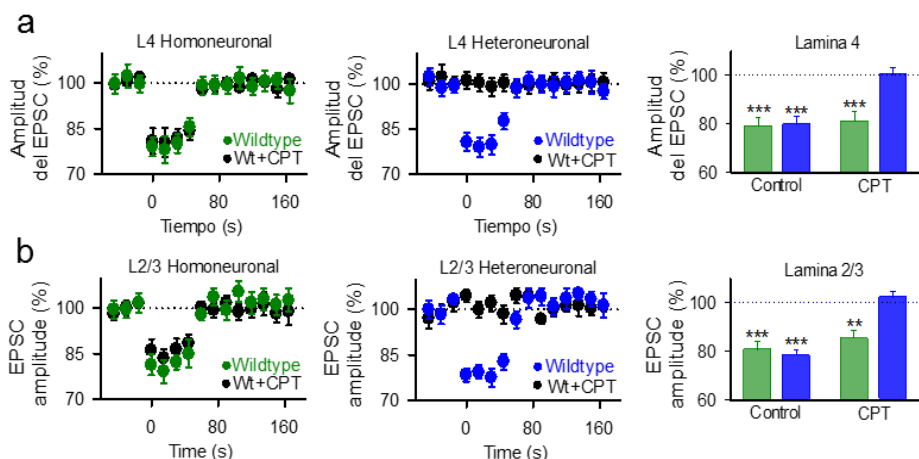 a
L4 Homoneuronal
Amplitud
del EPSC (%)
100
85
70
Wildtype
Wt+CPT
0 80 160
Tiempo (s)
L4 Heteroneuronal
Amplitud
del EPSC (%)
100
85
70
Wildtype
Wt+CPT
0 80 160
Tiempo (s)
Lamina 4
Amplitud
del EPSC (%)
100
80
60
*** *** ***
Control CPT
b
L2/3 Homoneuronal
EPSC
amplitude (%)
100
85
70
Wildtype
Wt+CPT
0 80 160
Time (s)
L2/3 Heteroneuronal
EPSC
amplitude (%)
100
85
70
Wildtype
Wt+CPT
0 80 160
Time (s)
Lamina 2/3
EPSC
amplitude (%)
100
80
60
*** *** **
Control CPT